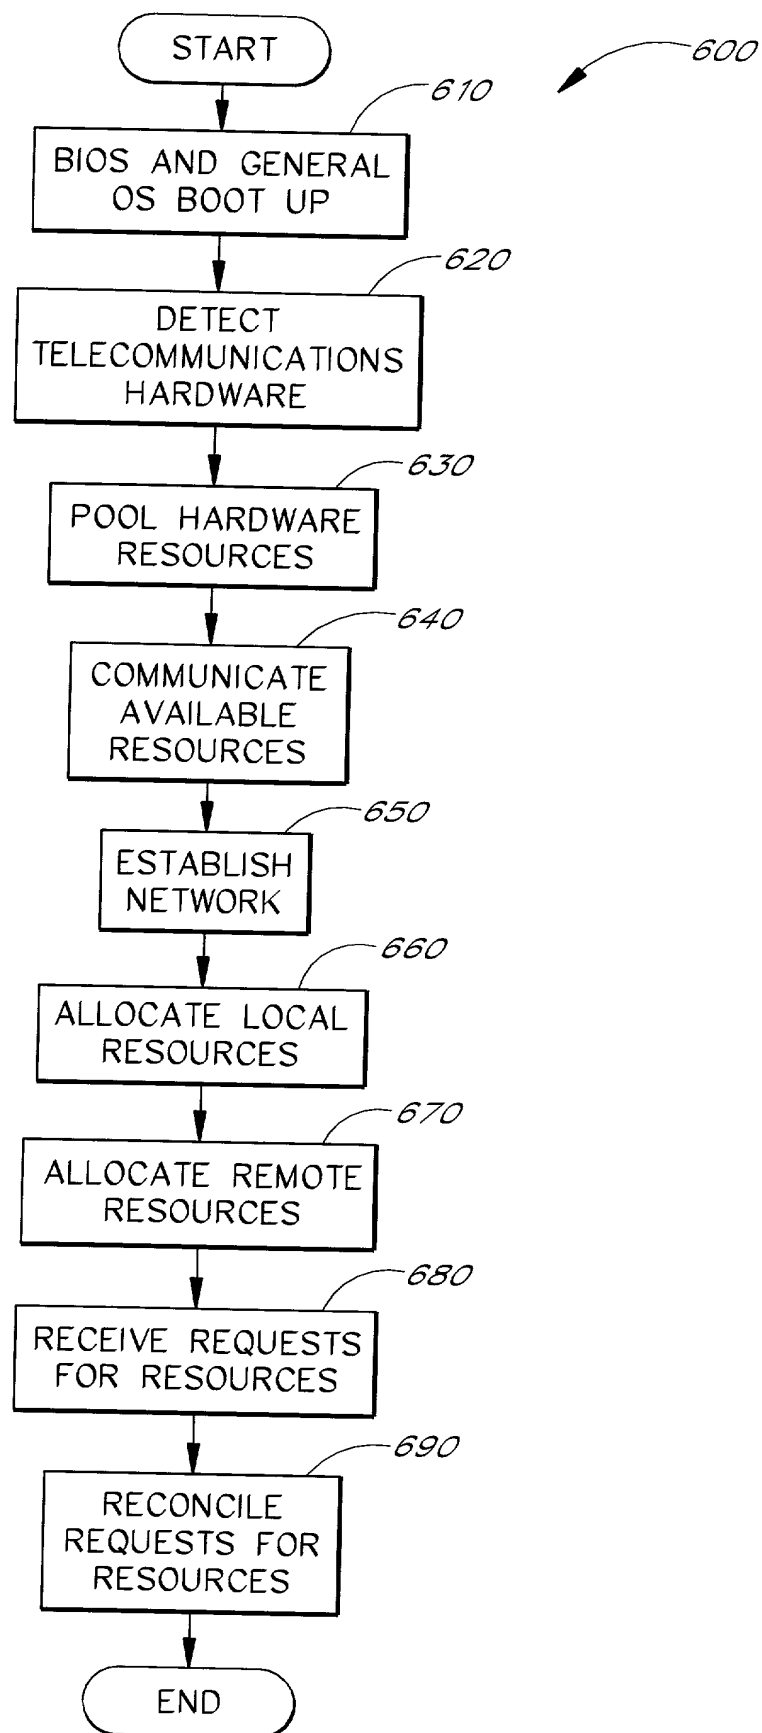 START
600
610
BIOS AND GENERAL
OS BOOT UP
620
DETECT
TELECOMMUNICATIONS
HARDWARE
630
POOL HARDWARE
RESOURCES
640
COMMUNICATE
AVAILABLE
RESOURCES
650
ESTABLISH
NETWORK
660
ALLOCATE LOCAL
RESOURCES
670
ALLOCATE REMOTE
RESOURCES
680
RECEIVE REQUESTS
FOR RESOURCES
690
RECONCILE
REQUESTS FOR
RESOURCES
END